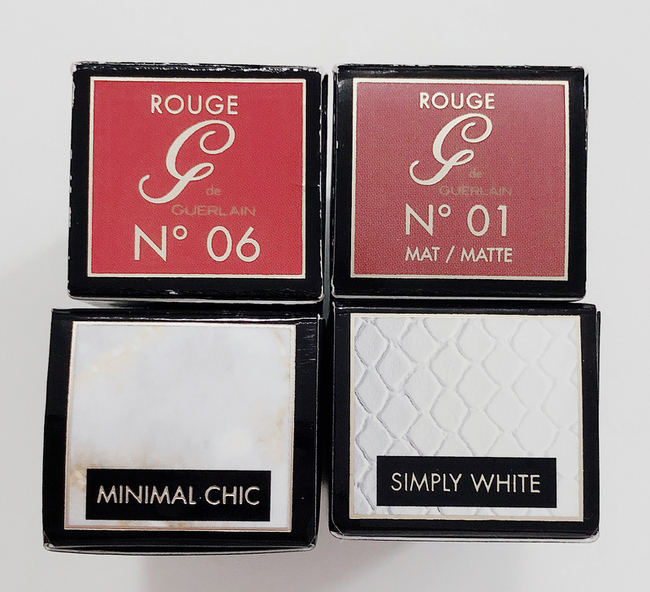 ROUGE
G
de
GUERLAIN
N° 06
ROUGE
G
de
GUERLAIN
N° 01
MAT / MATTE
MINIMAL CHIC
SIMPLY WHITE